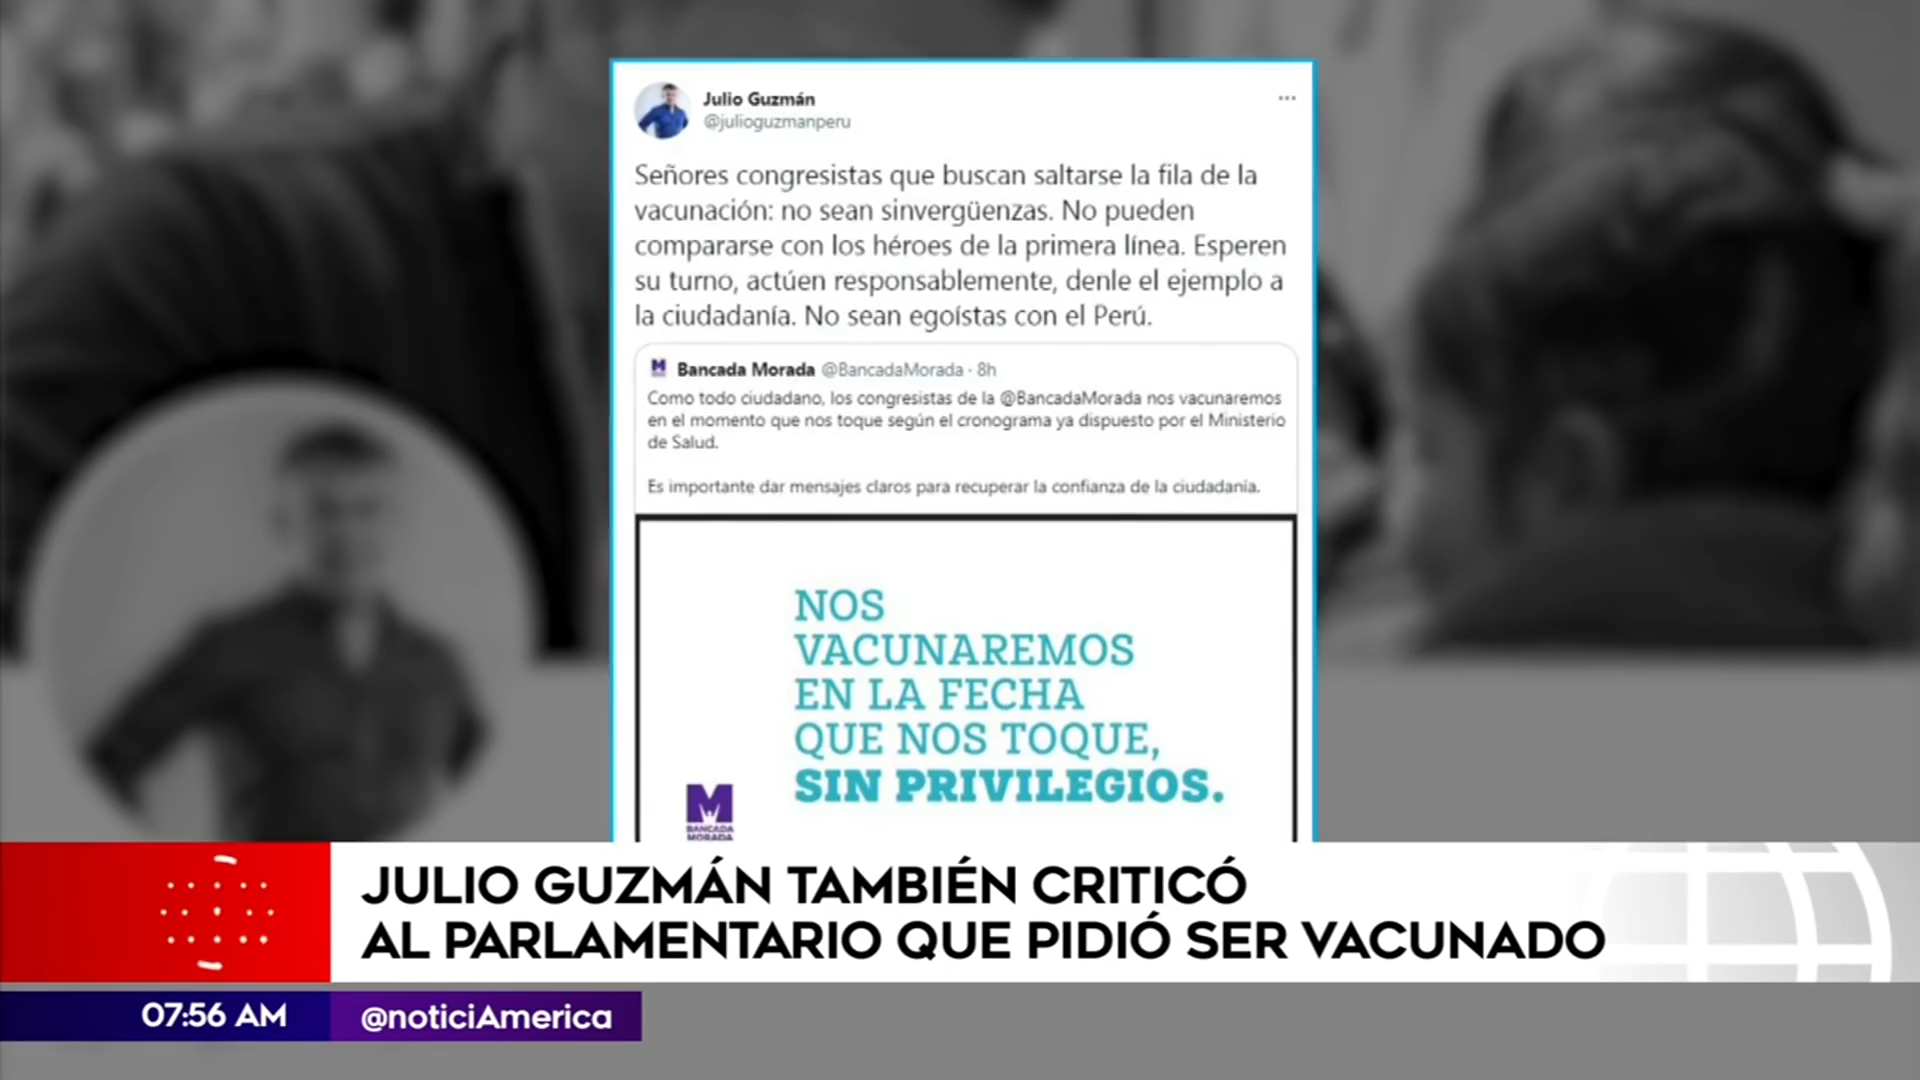 Julio Guzmán
@julioguzmanperu
Señores congresistas que buscan saltarse la fila de la
vacunación: no sean sinvergüenzas. No pueden
compararse con los héroes de la primera línea. Esperen
su turno, actúen responsablemente, denle el ejemplo a
la ciudadanía. No sean egoístas con el Perú.
M Bancada Morada @BancadaMorada · 8h
Como todo ciudadano, los congresistas de la @BancadaMorada nos vacunaremos
en el momento que nos toque según el cronograma ya dispuesto por el Ministerio
de Salud.
Es importante dar mensajes claros para recuperar la confianza de la ciudadanía.
NOS
VACUNAREMOS
EN LA FECHA
QUE NOS TOQUE,
SIN PRIVILEGIOS.
M
BANCADA
MORADA
JULIO GUZMÁN TAMBIÉN CRITICÓ
AL PARLAMENTARIO QUE PIDIÓ SER VACUNADO
07:56 AM
@noticiAmerica